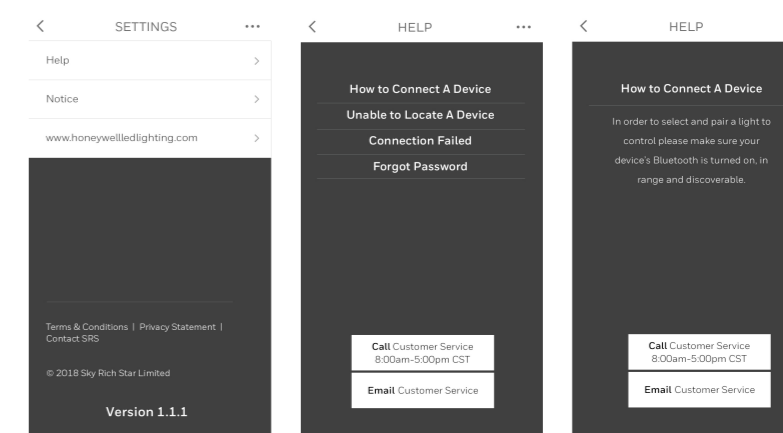 SETTINGS
Help
Notice
www.honeywellledlighting.com
Terms & Conditions | Privacy Statement |
Contact SRS
© 2018 Sky Rich Star Limited
Version 1.1.1
HELP
How to Connect A Device
Unable to Locate A Device
Connection Failed
Forgot Password
Call Customer Service
8:00am-5:00pm CST
Email Customer Service
HELP
How to Connect A Device
In order to select and pair a light to
control please make sure your
device's Bluetooth is turned on, in
range and discoverable.
Call Customer Service
8:00am-5:00pm CST
Email Customer Service